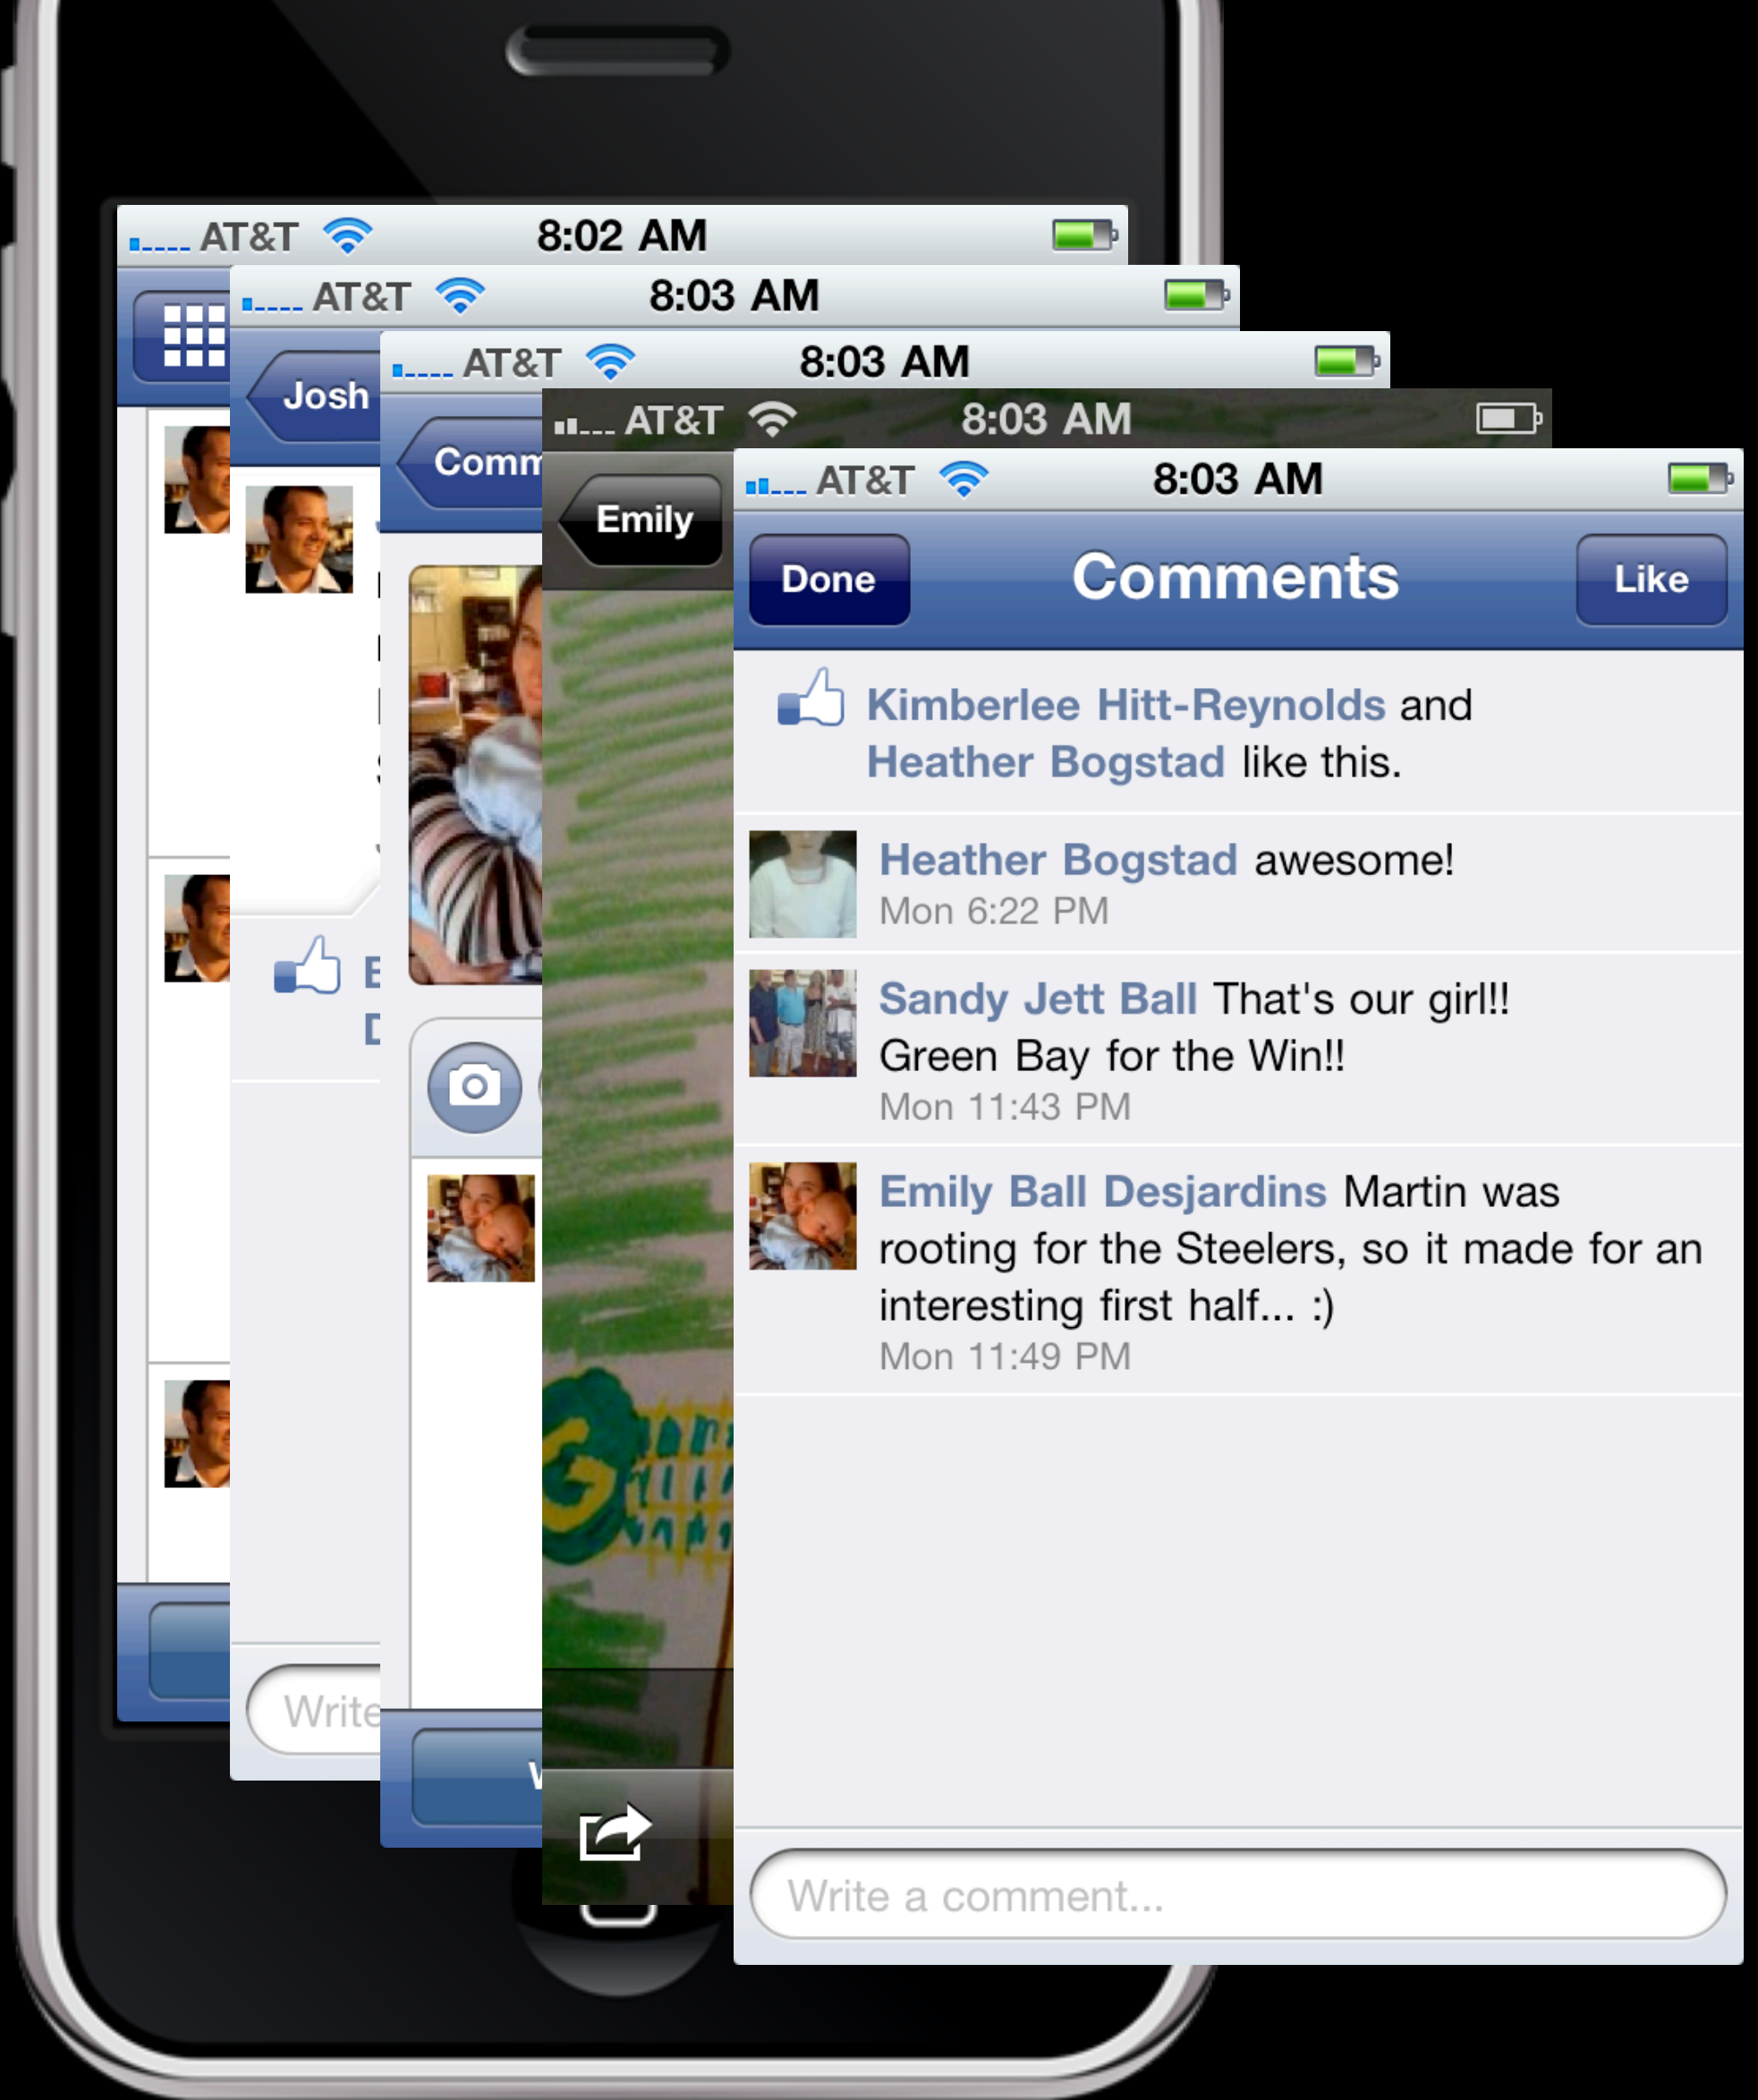 AT&T 8:02 AM
AT&T 8:03 AM
Josh
AT&T 8:03 AM
Comm
AT&T 8:03 AM
Emily
AT&T 8:03 AM
Done Comments Like
Kimberlee Hitt-Reynolds and
Heather Bogstad like this.
Heather Bogstad awesome!
Mon 6:22 PM
Sandy Jett Ball That's our girl!!
Green Bay for the Win!!
Mon 11:43 PM
Emily Ball Desjardins Martin was
rooting for the Steelers, so it made for an
interesting first half... :)
Mon 11:49 PM
G
Write
Write a comment...